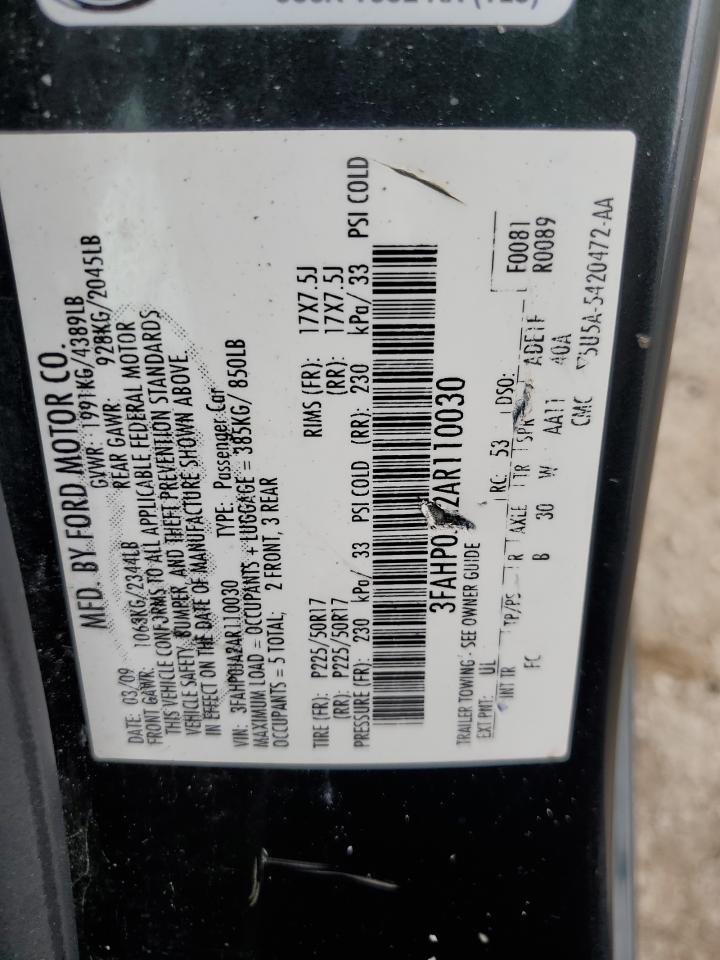 MFD. BY FORD MOTOR CO.
DATE: 03/09 GVWR: 1991KG/4389LB
FRONT GAWR: 1063KG/2344LB REAR GAWR: 928KG/2045LB
THIS VEHICLE CONFORMS TO ALL APPLICABLE FEDERAL MOTOR
VEHICLE SAFETY, BUMPER, AND THEFT PREVENTION STANDARDS
IN EFFECT ON THE DATE OF MANUFACTURE SHOWN ABOVE.
VIN: 3FAHP0JA2AR110030 TYPE: Passenger Car
MAXIMUM LOAD = OCCUPANTS + LUGGAGE = 385KG/ 850LB
OCCUPANTS = 5 TOTAL, 2 FRONT, 3 REAR
TIRE (FR): P225/50R17 RIMS (FR): 17X7.5J
(RR): P225/50R17 (RR): 17X7.5J
PRESSURE (FR): 230 kPa/ 33 PSI COLD (RR): 230 kPa/ 33 PSI COLD
3FAHP0 2AR110030
TRAILER TOWING - SEE OWNER GUIDE
EXT PNT: UL RC: 53 DSO: F0081
R0089
INT TR TP/PS R AXLE TR SPR ADE1F
FC B 30 W AA11 40A
CMC 5U5A-5420472-AA